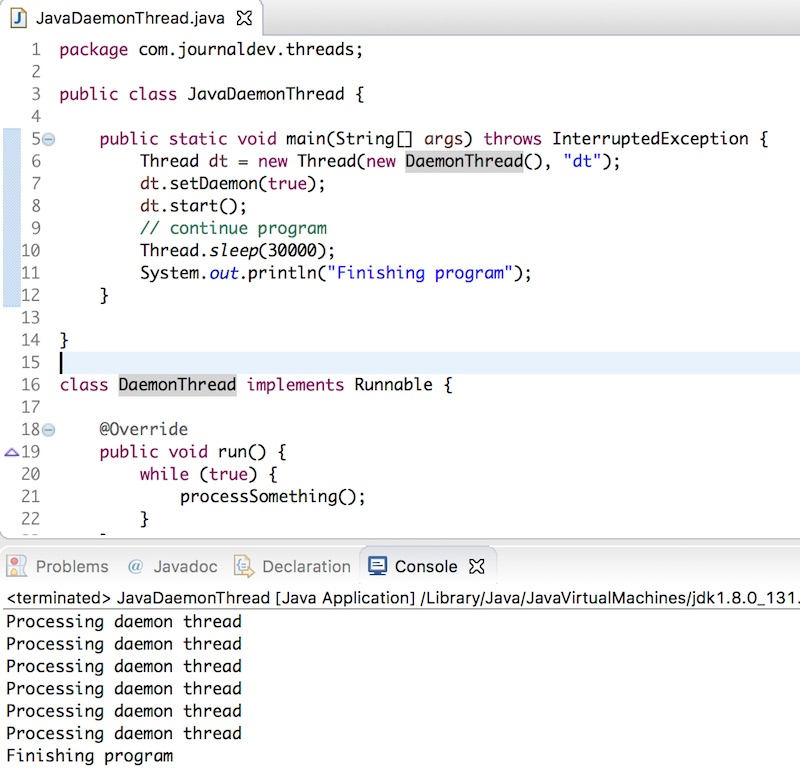 JavaDaemonThread.java
1 package com.journaldev.threads;
2
3 public class JavaDaemonThread {
4
5 public static void main(String[] args) throws InterruptedException {
6 Thread dt = new Thread(new DaemonThread(), "dt");
7 dt.setDaemon(true);
8 dt.start();
9 // continue program
10 Thread.sleep(30000);
11 System.out.println("Finishing program");
12 }
13
14 }
15
16 class DaemonThread implements Runnable {
17
18 @Override
19 public void run() {
20 while (true) {
21 processSomething();
22 }
Problems @ Javadoc Declaration Console
<terminated> JavaDaemonThread [Java Application] /Library/Java/JavaVirtualMachines/jdk1.8.0_131.
Processing daemon thread
Processing daemon thread
Processing daemon thread
Processing daemon thread
Processing daemon thread
Processing daemon thread
Finishing program